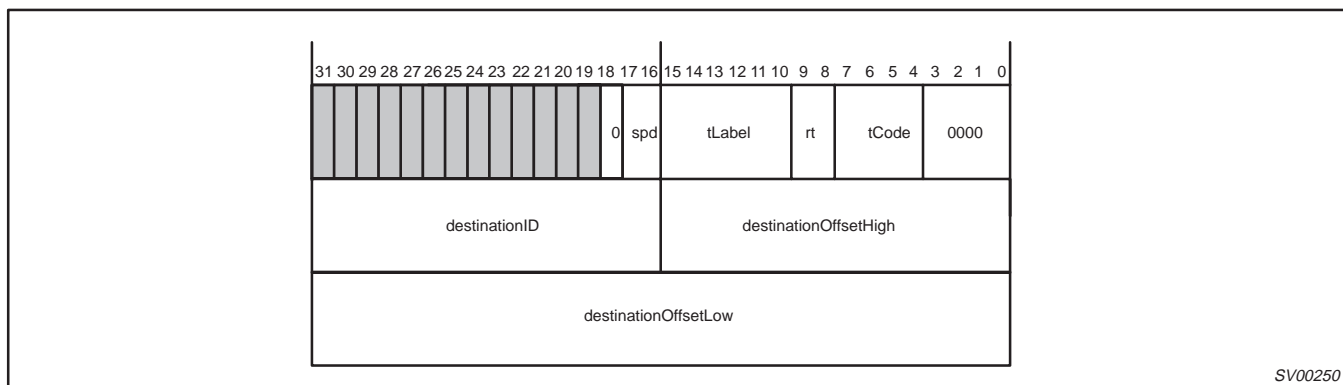 31 30 29 28 27 26 25 24 23 22 21 20 19 18 17 16 15 14 13 12 11 10 9 8 7 6 5 4 3 2 1 0
0 spd tLabel rt tCode 0000
destinationID destinationOffsetHigh
destinationOffsetLow
SV00250